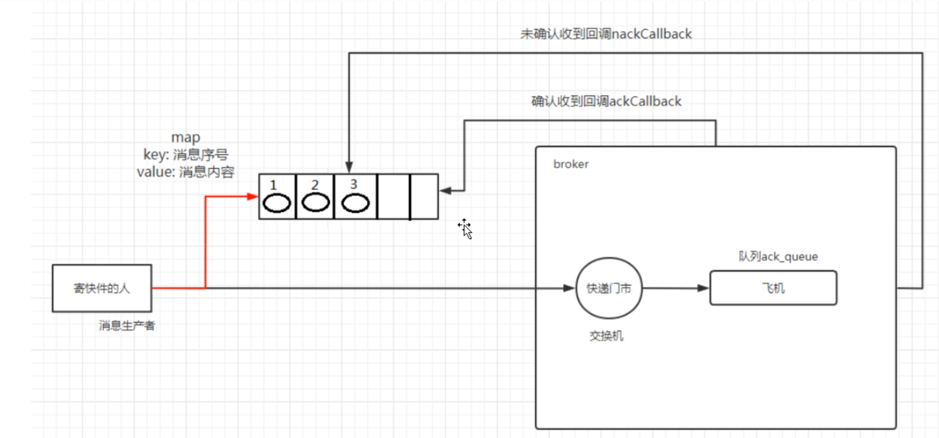 未确认收到回调nackCallback
确认收到回调ackCallback
map
key: 消息序号
value: 消息内容
1 2 3
broker
队列ack_queue
寄快件的人
快递门市
飞机
消息生产者
交换机